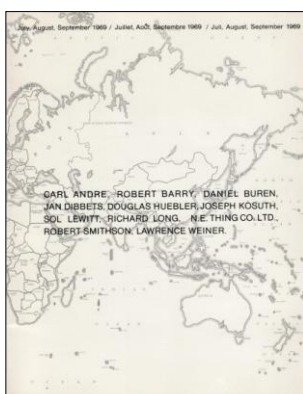 July, August, September 1969 / Juillet, Août, Septembre 1969 / Juli, August, September 1969
CARL ANDRE, ROBERT BARRY, DANIEL BUREN,
JAN DIBBETS, DOUGLAS HUEBLER, JOSEPH KOSUTH,
SOL LEWITT, RICHARD LONG, N.E. THING CO. LTD.,
ROBERT SMITHSON, LAWRENCE WEINER.